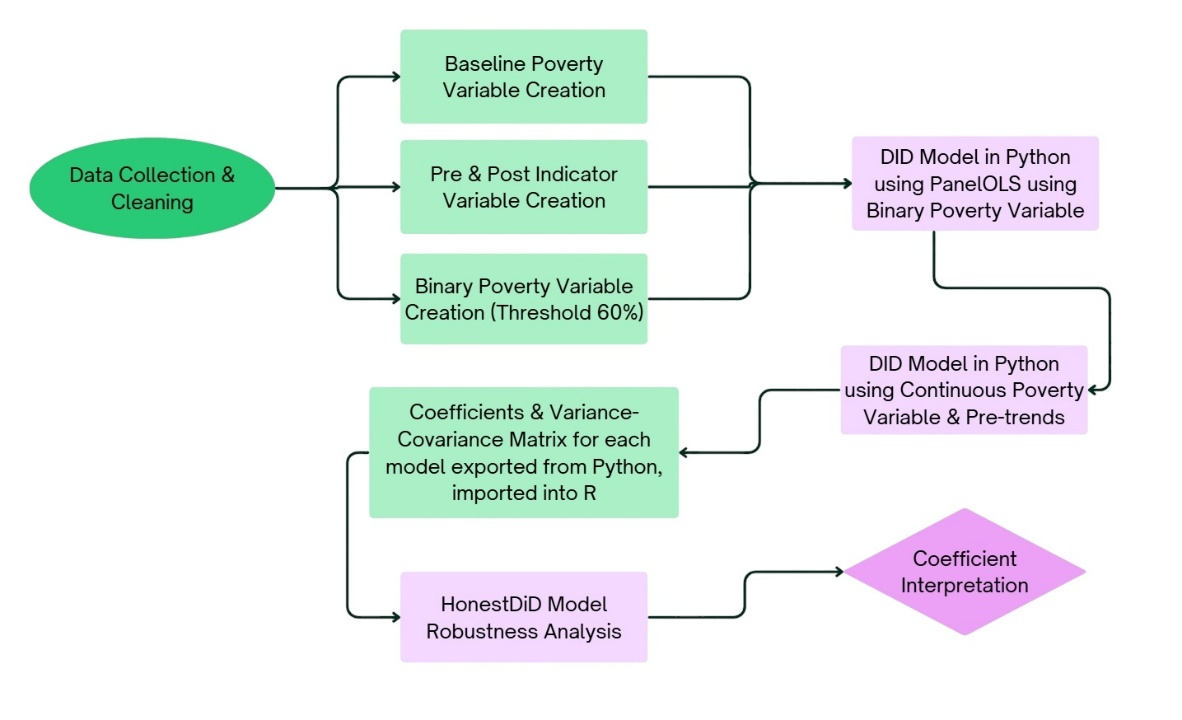 Data Collection &
Cleaning
Baseline Poverty
Variable Creation
Pre & Post Indicator
Variable Creation
Binary Poverty Variable
Creation (Threshold 60%)
DID Model in Python
using PanelOLS using
Binary Poverty Variable
DID Model in Python
using Continuous Poverty
Variable & Pre-trends
Coefficients & Variance-
Covariance Matrix for each
model exported from Python,
imported into R
HonestDiD Model
Robustness Analysis
Coefficient
Interpretation